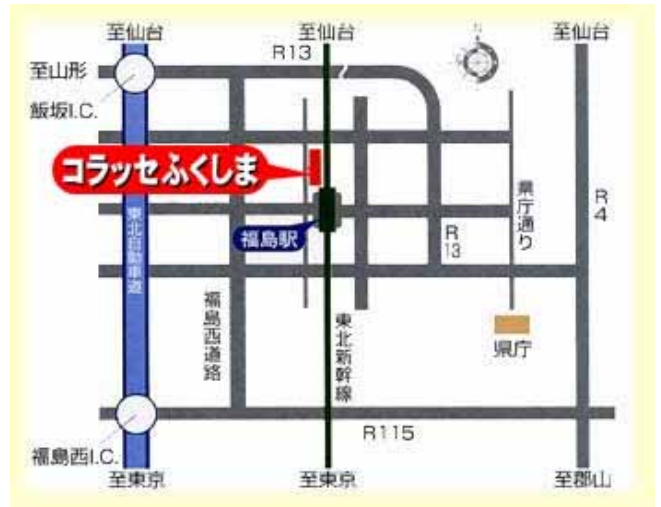 至仙台
至仙台
至仙台
R13
N
至山形
飯坂I.C.
コラッセふくしま
県庁通り
R4
東北自動車道
福島駅
R13
福島西道路
東北新幹線
県庁
R115
福島西I.C.
至東京
至東京
至郡山